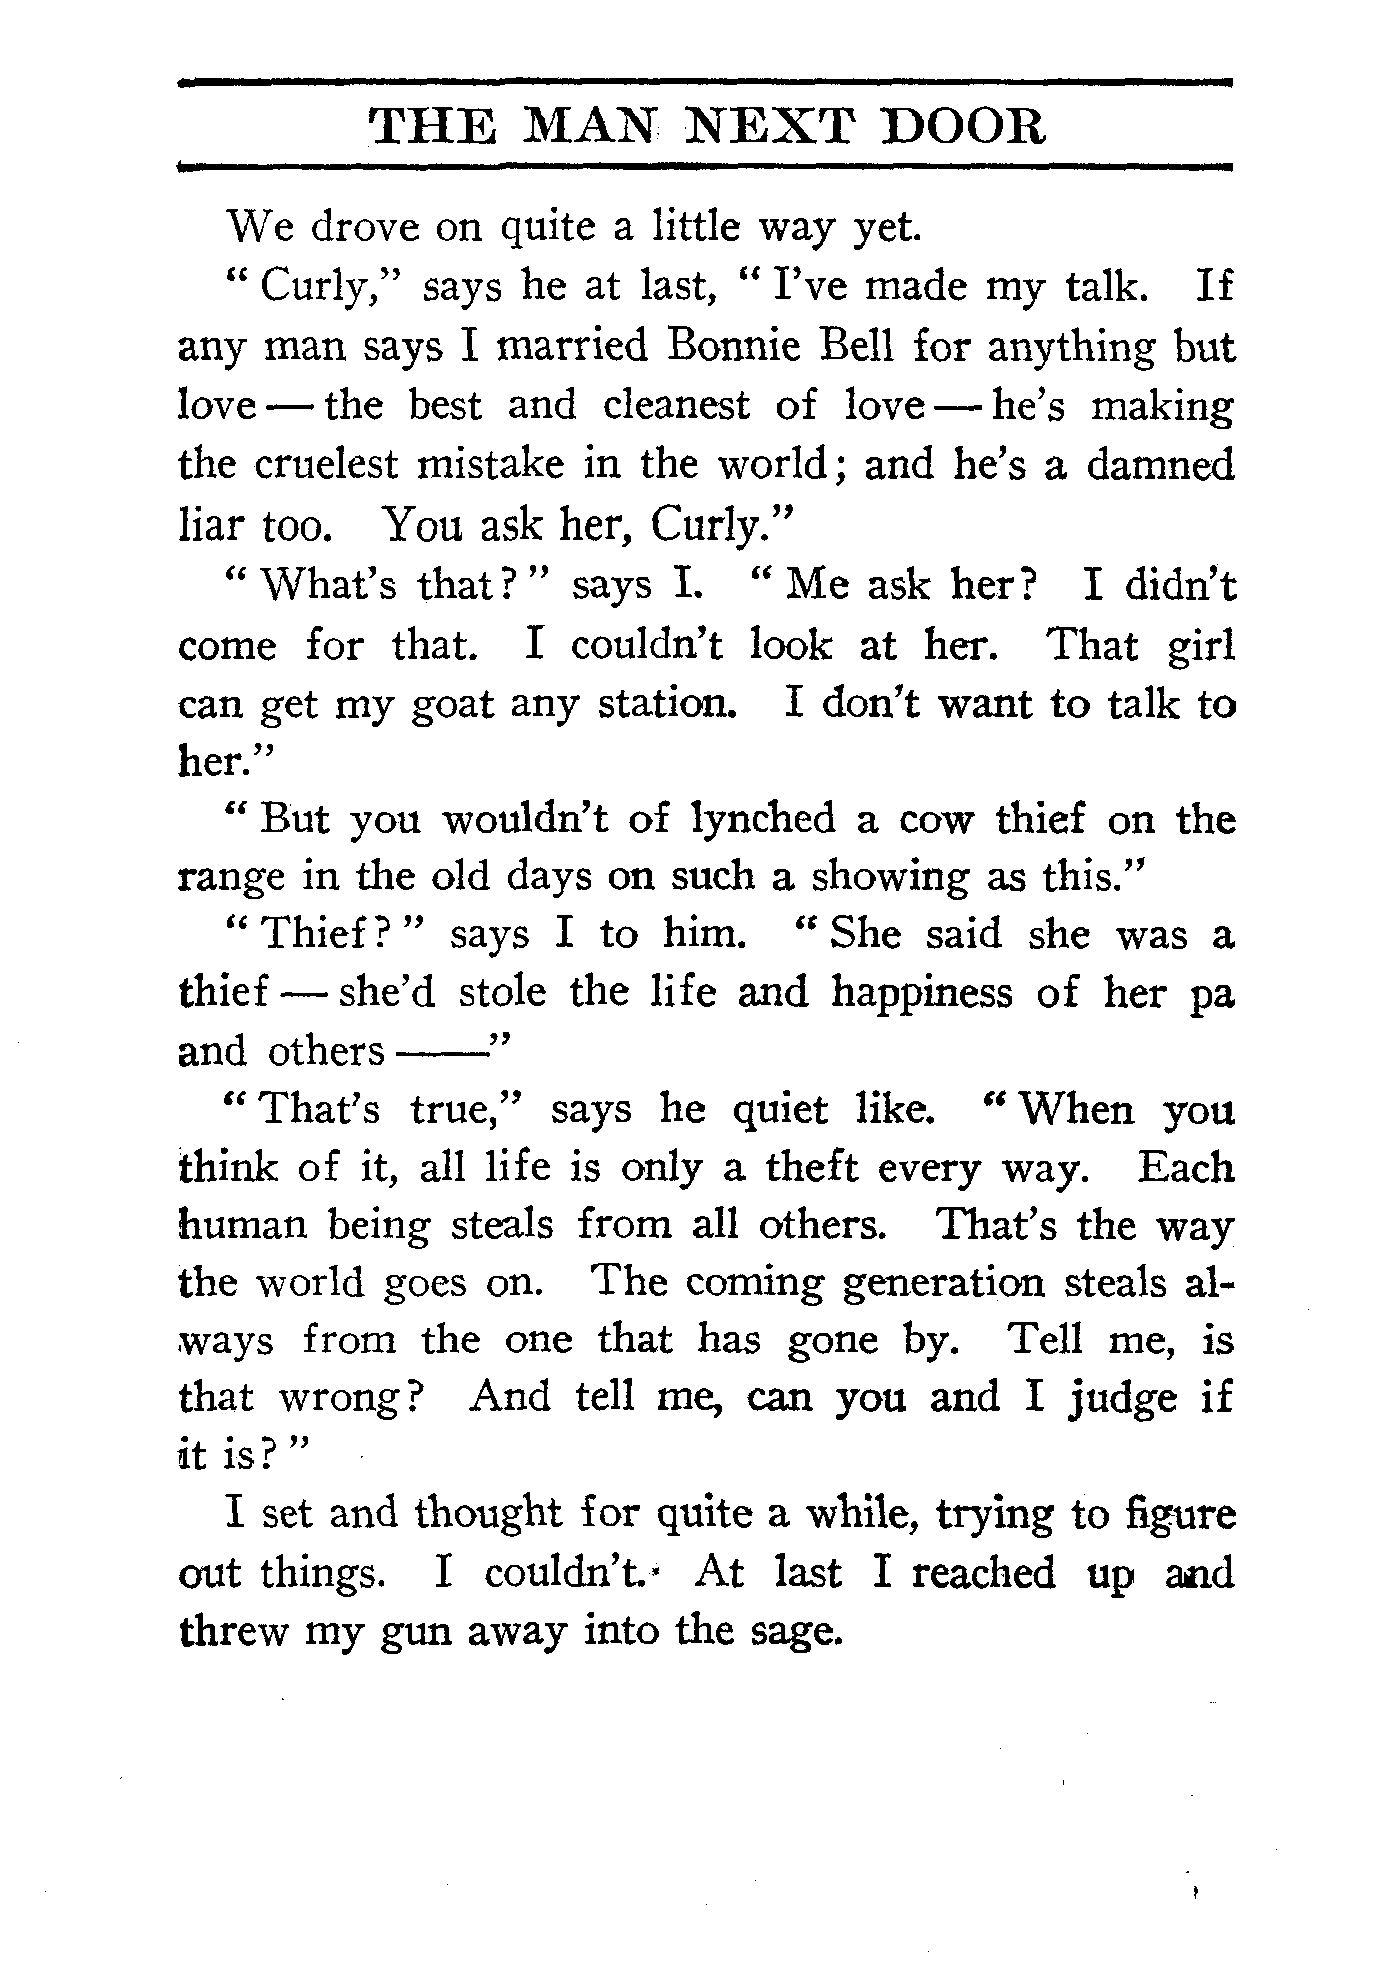 THE MAN NEXT DOOR
We drove on quite a little way yet.
“ Curly,” says he at last, “ I’ve made my talk. If
any man says I married Bonnie Bell for anything but
love — the best and cleanest of love — he’s making
the cruelest mistake in the world; and he’s a damned
liar too. You ask her, Curly.”
“ What’s that? ” says I. “ Me ask her? I didn’t
come for that. I couldn’t look at her. That girl
can get my goat any station. I don’t want to talk to
her.”
“ But you wouldn’t of lynched a cow thief on the
range in the old days on such a showing as this.”
“ Thief? ” says I to him. “ She said she was a
thief — she’d stole the life and happiness of her pa
and others ——”
“ That’s true,” says he quiet like. “ When you
think of it, all life is only a theft every way. Each
human being steals from all others. That’s the way
the world goes on. The coming generation steals al-
ways from the one that has gone by. Tell me, is
that wrong? And tell me, can you and I judge if
it is? ”
I set and thought for quite a while, trying to figure
out things. I couldn’t. At last I reached up and
threw my gun away into the sage.